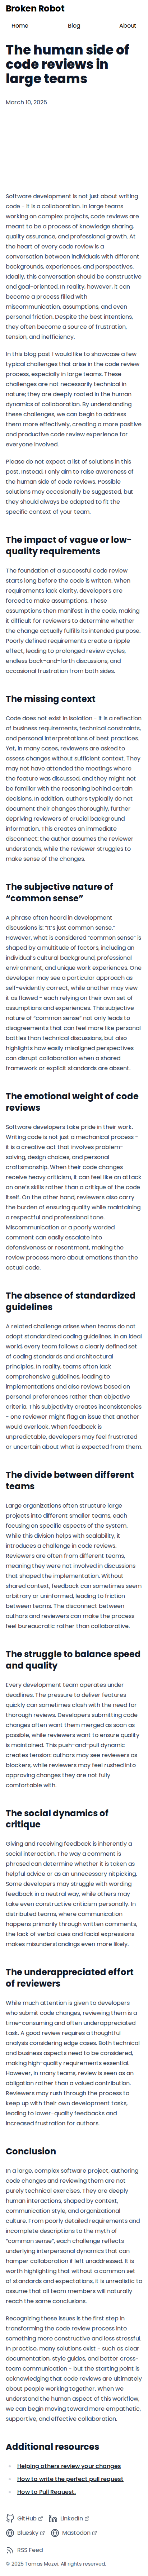 Broken Robot
Home
Blog
About
The human side of
code reviews in
large teams
March 10, 2025
Software development is not just about writing
code - it is collaboration. In large teams
working on complex projects, code reviews are
meant to be a process of knowledge sharing,
quality assurance, and professional growth. At
the heart of every code review is a
conversation between individuals with different
backgrounds, experiences, and perspectives.
Ideally, this conversation should be constructive
and goal-oriented. In reality, however, it can
become a process filled with
miscommunication, assumptions, and even
personal friction. Despite the best intentions,
they often become a source of frustration,
tension, and inefficiency.
In this blog post I would like to showcase a few
typical challenges that arise in the code review
process, especially in large teams. These
challenges are not necessarily technical in
nature; they are deeply rooted in the human
dynamics of collaboration. By understanding
these challenges, we can begin to address
them more effectively, creating a more positive
and productive code review experience for
everyone involved.
Please do not expect a list of solutions in this
post. Instead, I only aim to raise awareness of
the human side of code reviews. Possible
solutions may occasionally be suggested, but
they should always be adapted to fit the
specific context of your team.
The impact of vague or low-
quality requirements
The foundation of a successful code review
starts long before the code is written. When
requirements lack clarity, developers are
forced to make assumptions. These
assumptions then manifest in the code, making
it difficult for reviewers to determine whether
the change actually fulfills its intended purpose.
Poorly defined requirements create a ripple
effect, leading to prolonged review cycles,
endless back-and-forth discussions, and
occasional frustration from both sides.
The missing context
Code does not exist in isolation - it is a reflection
of business requirements, technical constraints,
and personal interpretations of best practices.
Yet, in many cases, reviewers are asked to
assess changes without sufficient context. They
may not have attended the meetings where
the feature was discussed, and they might not
be familiar with the reasoning behind certain
decisions. In addition, authors typically do not
document their changes thoroughly, further
depriving reviewers of crucial background
information. This creates an immediate
disconnect: the author assumes the reviewer
understands, while the reviewer struggles to
make sense of the changes.
The subjective nature of
“common sense”
A phrase often heard in development
discussions is: “It’s just common sense.”
However, what is considered “common sense” is
shaped by a multitude of factors, including an
individual’s cultural background, professional
environment, and unique work experiences. One
developer may see a particular approach as
self-evidently correct, while another may view
it as flawed - each relying on their own set of
assumptions and experiences. This subjective
nature of “common sense” not only leads to
disagreements that can feel more like personal
battles than technical discussions, but also
highlights how easily misaligned perspectives
can disrupt collaboration when a shared
framework or explicit standards are absent.
The emotional weight of code
reviews
Software developers take pride in their work.
Writing code is not just a mechanical process -
it is a creative act that involves problem-
solving, design choices, and personal
craftsmanship. When their code changes
receive heavy criticism, it can feel like an attack
on one’s skills rather than a critique of the code
itself. On the other hand, reviewers also carry
the burden of ensuring quality while maintaining
a respectful and professional tone.
Miscommunication or a poorly worded
comment can easily escalate into
defensiveness or resentment, making the
review process more about emotions than the
actual code.
The absence of standardized
guidelines
A related challenge arises when teams do not
adopt standardized coding guidelines. In an ideal
world, every team follows a clearly defined set
of coding standards and architectural
principles. In reality, teams often lack
comprehensive guidelines, leading to
implementations and also reviews based on
personal preferences rather than objective
criteria. This subjectivity creates inconsistencies
- one reviewer might flag an issue that another
would overlook. When feedback is
unpredictable, developers may feel frustrated
or uncertain about what is expected from them.
The divide between different
teams
Large organizations often structure large
projects into different smaller teams, each
focusing on specific aspects of the system.
While this division helps with scalability, it
introduces a challenge in code reviews.
Reviewers are often from different teams,
meaning they were not involved in discussions
that shaped the implementation. Without
shared context, feedback can sometimes seem
arbitrary or uninformed, leading to friction
between teams. The disconnect between
authors and reviewers can make the process
feel bureaucratic rather than collaborative.
The struggle to balance speed
and quality
Every development team operates under
deadlines. The pressure to deliver features
quickly can sometimes clash with the need for
thorough reviews. Developers submitting code
changes often want them merged as soon as
possible, while reviewers want to ensure quality
is maintained. This push-and-pull dynamic
creates tension: authors may see reviewers as
blockers, while reviewers may feel rushed into
approving changes they are not fully
comfortable with.
The social dynamics of
critique
Giving and receiving feedback is inherently a
social interaction. The way a comment is
phrased can determine whether it is taken as
helpful constructive or unnecessary nitpicking.
Some developers may struggle with wording
feedback in a neutral way, while others may
take even constructive criticism personally. In
distributed teams, where communication
happens primarily through written comments,
the lack of verbal cues and facial expressions
makes misunderstandings even more likely.
The underappreciated effort
of reviewers
While much attention is given to developers
who submit code changes, reviewing them is a
time-consuming and often underappreciated
task. A good review requires a thoughtful
analysis considering edge cases. Both technical
and business aspects need to be considered,
making high-quality requirements essential.
However, in many teams, review is seen as an
obligation rather than a valued contribution.
Reviewers may rush through the process to
keep up with their own development tasks,
leading to lower-quality feedbacks and
increased frustration for authors.
Conclusion
In a large, complex software project, authoring
code changes and reviewing them are not
purely technical exercises. They are deeply
human interactions, shaped by context,
communication style, and organizational
culture. From poorly detailed requirements and
incomplete descriptions to the myth of
“common sense”, each challenge reflects
underlying interpersonal dynamics that can
hamper collaboration if left unaddressed. It is
worth highlighting that without a common set
of standards and expectations, it is unrealistic to
assume that all team members will naturally
reach the same conclusions.
Recognizing these issues is the first step in
transforming the code review process into
something more constructive and less stressful.
In practice, many solutions exist - such as clear
documentation, style guides, and better cross-
team communication - but the starting point is
acknowledging that code reviews are ultimately
about people working together. When we
understand the human aspect of this workflow,
we can begin moving toward more empathetic,
supportive, and effective collaboration.
Additional resources
Helping others review your changes
How to write the perfect pull request
How to Pull Request.
GitHub
LinkedIn
Bluesky
Mastodon
RSS Feed
© 2025 Tamas Mezei. All rights reserved.